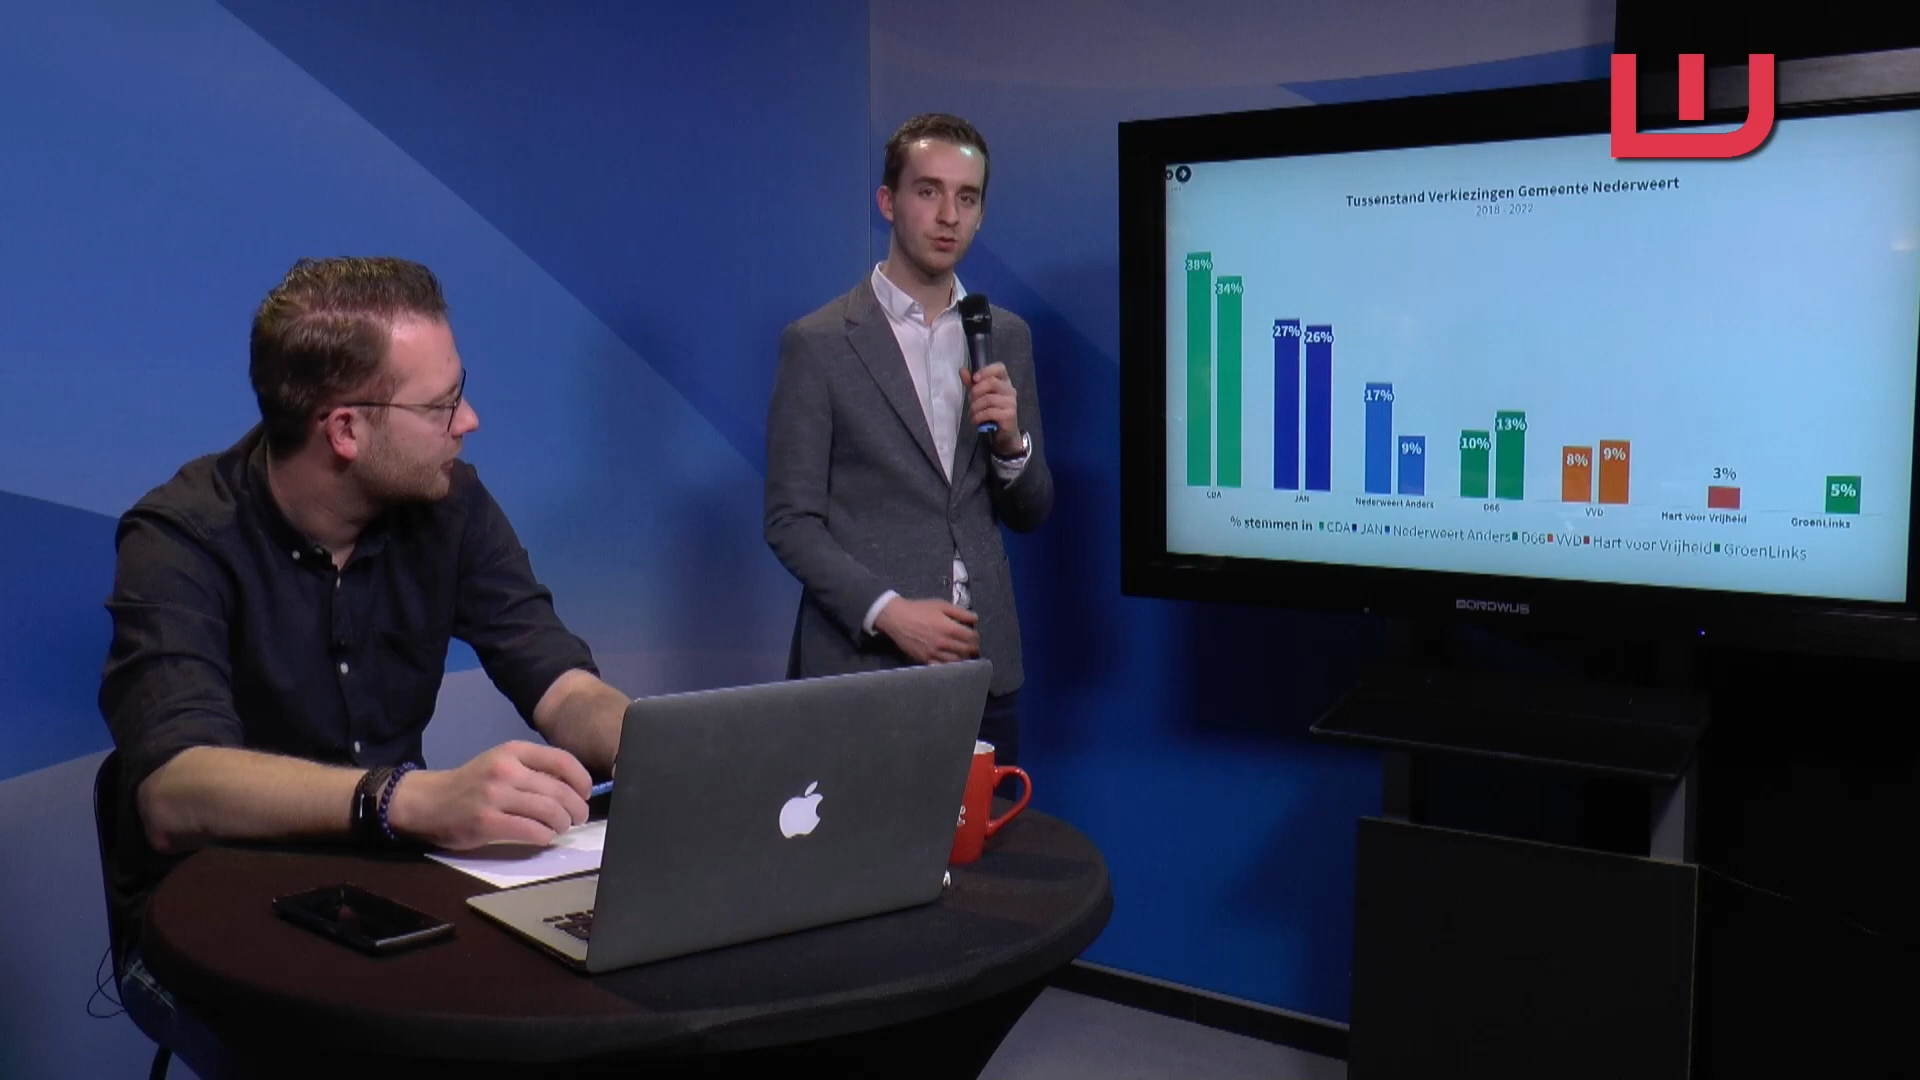 Tussenstand Verkiezingen Gemeente Nederweert
2018 - 2022
38%
34%
27%
26%
17%
9%
10%
13%
8%
9%
3%
5%
CDA
JAN
Nederweert Anders
D66
VVD
Hart voor Vrijheid
GroenLinks
% stemmen in CDA JAN Nederweert Anders D66 VVD Hart voor Vrijheid GroenLinks